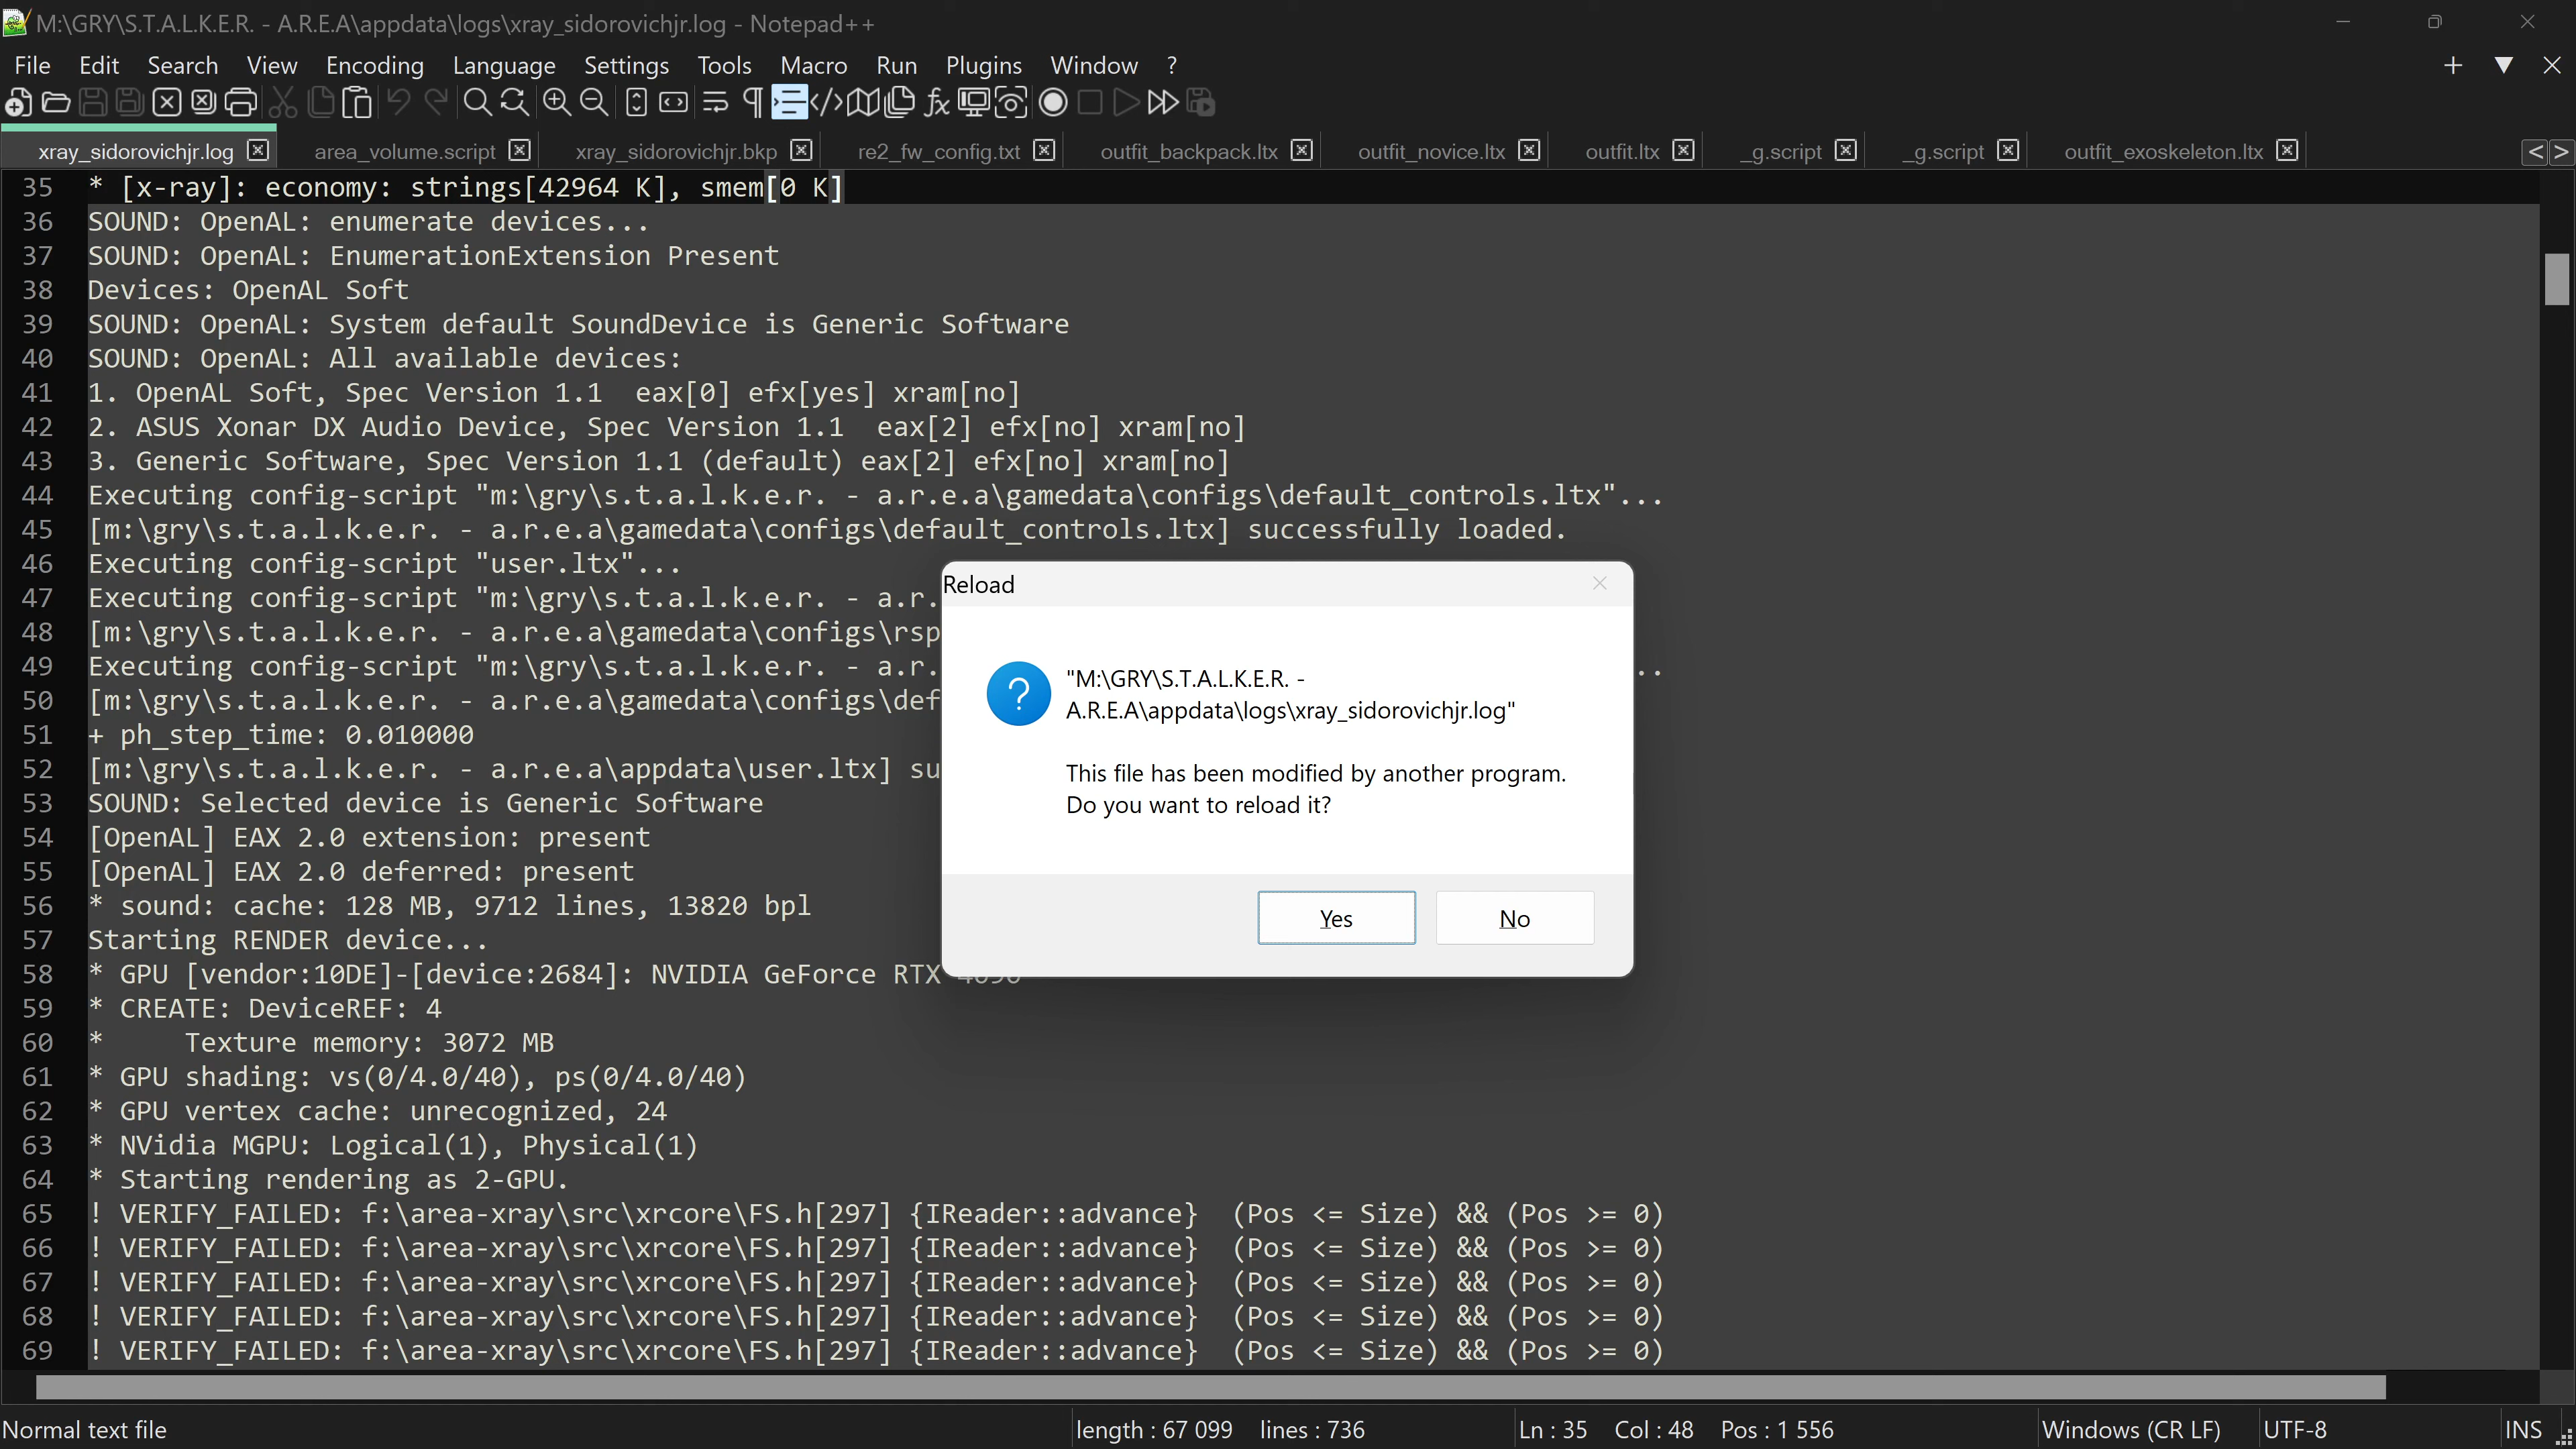 M:\GRY\S.T.A.L.K.E.R. - A.R.E.A\appdata\logs\xray_sidorovichjr.log - Notepad++
File Edit Search View Encoding Language Settings Tools Macro Run Plugins Window ?
xray_sidorovichjr.log area_volume.script xray_sidorovichjr.bkp re2_fw_config.txt outfit_backpack.ltx outfit_novice.ltx outfit.ltx _g.script _g.script outfit_exoskeleton.ltx
35 * [x-ray]: economy: strings[42964 K], smem[0 K]
36 SOUND: OpenAL: enumerate devices...
37 SOUND: OpenAL: EnumerationExtension Present
38 Devices: OpenAL Soft
39 SOUND: OpenAL: System default SoundDevice is Generic Software
40 SOUND: OpenAL: All available devices:
41 1. OpenAL Soft, Spec Version 1.1 eax[0] efx[yes] xram[no]
42 2. ASUS Xonar DX Audio Device, Spec Version 1.1 eax[2] efx[no] xram[no]
43 3. Generic Software, Spec Version 1.1 (default) eax[2] efx[no] xram[no]
44 Executing config-script "m:\gry\s.t.a.l.k.e.r. - a.r.e.a\gamedata\configs\default_controls.ltx"...
45 [m:\gry\s.t.a.l.k.e.r. - a.r.e.a\gamedata\configs\default_controls.ltx] successfully loaded.
46 Executing config-script "user.ltx"...
47 Executing config-script "m:\gry\s.t.a.l.k.e.r. - a.r.
48 [m:\gry\s.t.a.l.k.e.r. - a.r.e.a\gamedata\configs\rsp
49 Executing config-script "m:\gry\s.t.a.l.k.e.r. - a.r. ..
50 [m:\gry\s.t.a.l.k.e.r. - a.r.e.a\gamedata\configs\def
51 + ph_step_time: 0.010000
52 [m:\gry\s.t.a.l.k.e.r. - a.r.e.a\appdata\user.ltx] su
53 SOUND: Selected device is Generic Software
54 [OpenAL] EAX 2.0 extension: present
55 [OpenAL] EAX 2.0 deferred: present
56 * sound: cache: 128 MB, 9712 lines, 13820 bpl
57 Starting RENDER device...
58 * GPU [vendor:10DE]-[device:2684]: NVIDIA GeForce RTX 4090
59 * CREATE: DeviceREF: 4
60 * Texture memory: 3072 MB
61 * GPU shading: vs(0/4.0/40), ps(0/4.0/40)
62 * GPU vertex cache: unrecognized, 24
63 * NVidia MGPU: Logical(1), Physical(1)
64 * Starting rendering as 2-GPU.
65 ! VERIFY_FAILED: f:\area-xray\src\xrcore\FS.h[297] {IReader::advance} (Pos <= Size) && (Pos >= 0)
66 ! VERIFY_FAILED: f:\area-xray\src\xrcore\FS.h[297] {IReader::advance} (Pos <= Size) && (Pos >= 0)
67 ! VERIFY_FAILED: f:\area-xray\src\xrcore\FS.h[297] {IReader::advance} (Pos <= Size) && (Pos >= 0)
68 ! VERIFY_FAILED: f:\area-xray\src\xrcore\FS.h[297] {IReader::advance} (Pos <= Size) && (Pos >= 0)
69 ! VERIFY_FAILED: f:\area-xray\src\xrcore\FS.h[297] {IReader::advance} (Pos <= Size) && (Pos >= 0)
Reload
"M:\GRY\S.T.A.L.K.E.R. -
A.R.E.A\appdata\logs\xray_sidorovichjr.log"
This file has been modified by another program.
Do you want to reload it?
Yes No
Normal text file length : 67 099 lines : 736 Ln : 35 Col : 48 Pos : 1 556 Windows (CR LF) UTF-8 INS